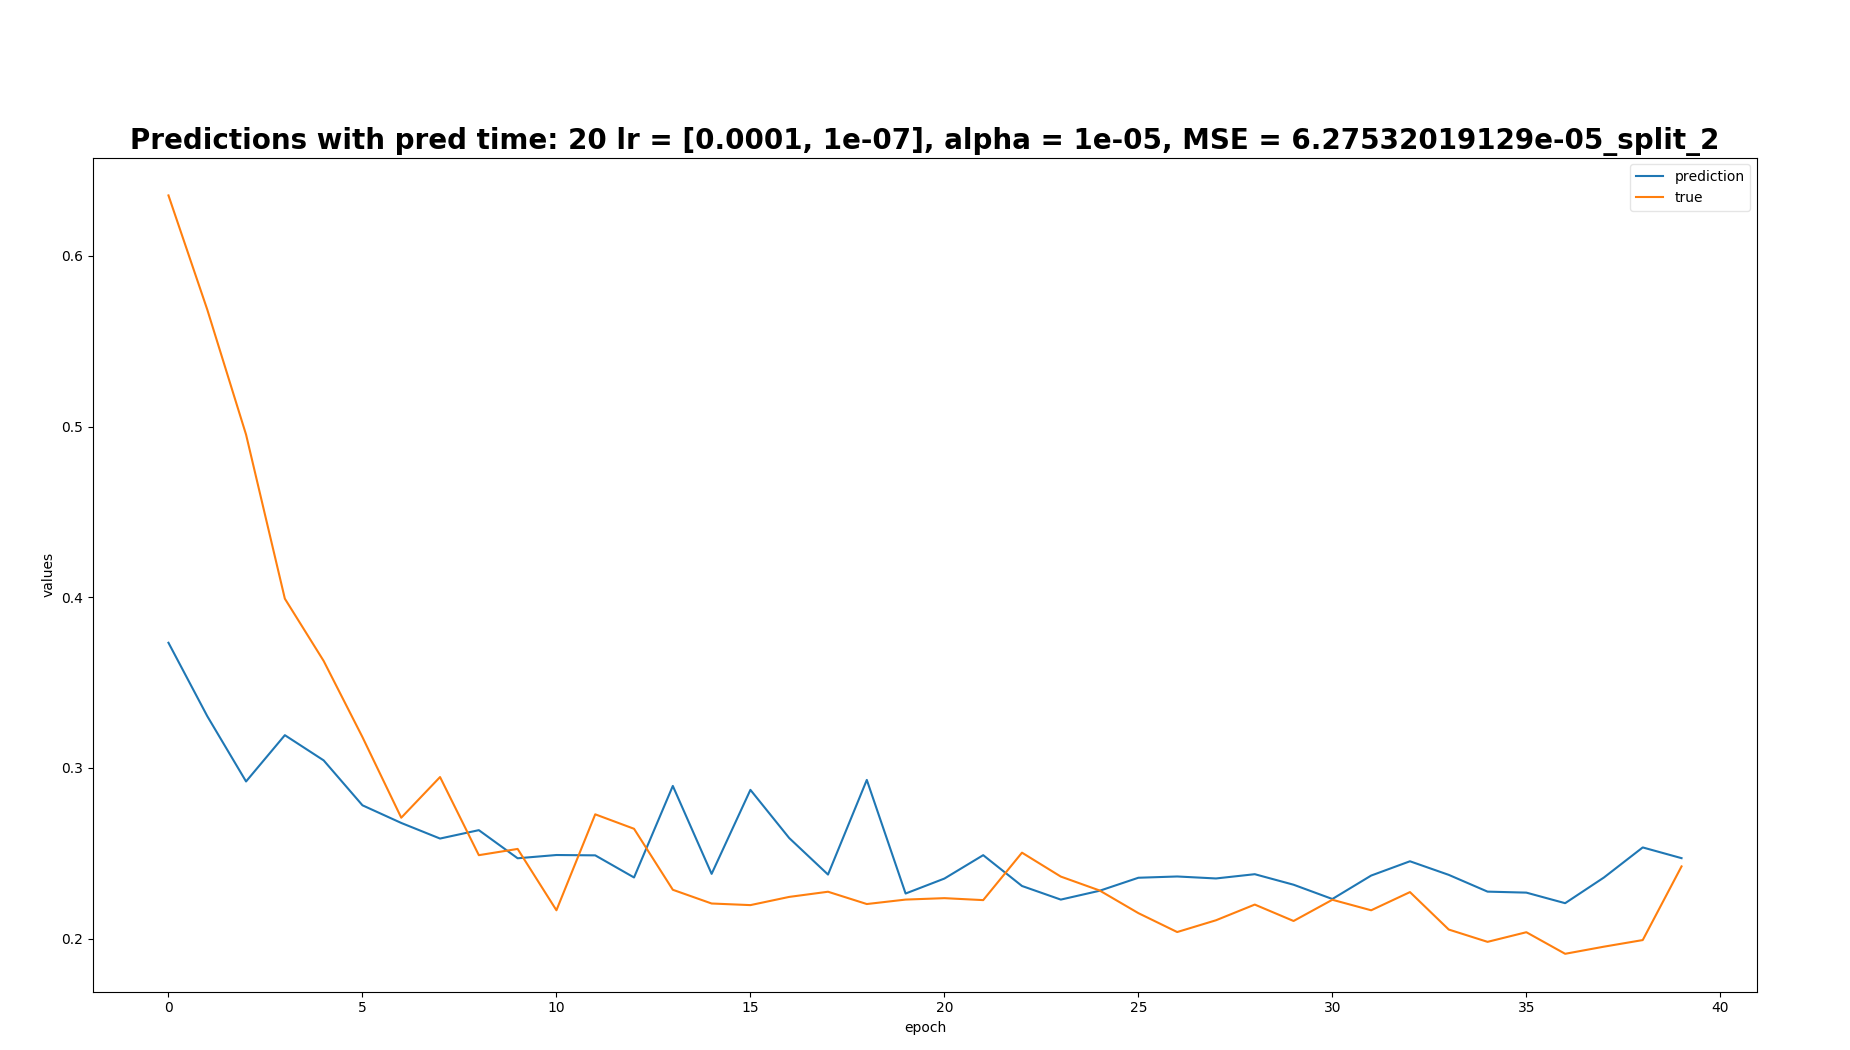 Predictions with pred time: 20 lr = [0.0001, 1e-07], alpha = 1e-05, MSE = 6.27532019129e-05_split_2
prediction
true
0.6
0.5
0.4
0.3
0.2
values
0 5 10 15 20 25 30 35 40
epoch